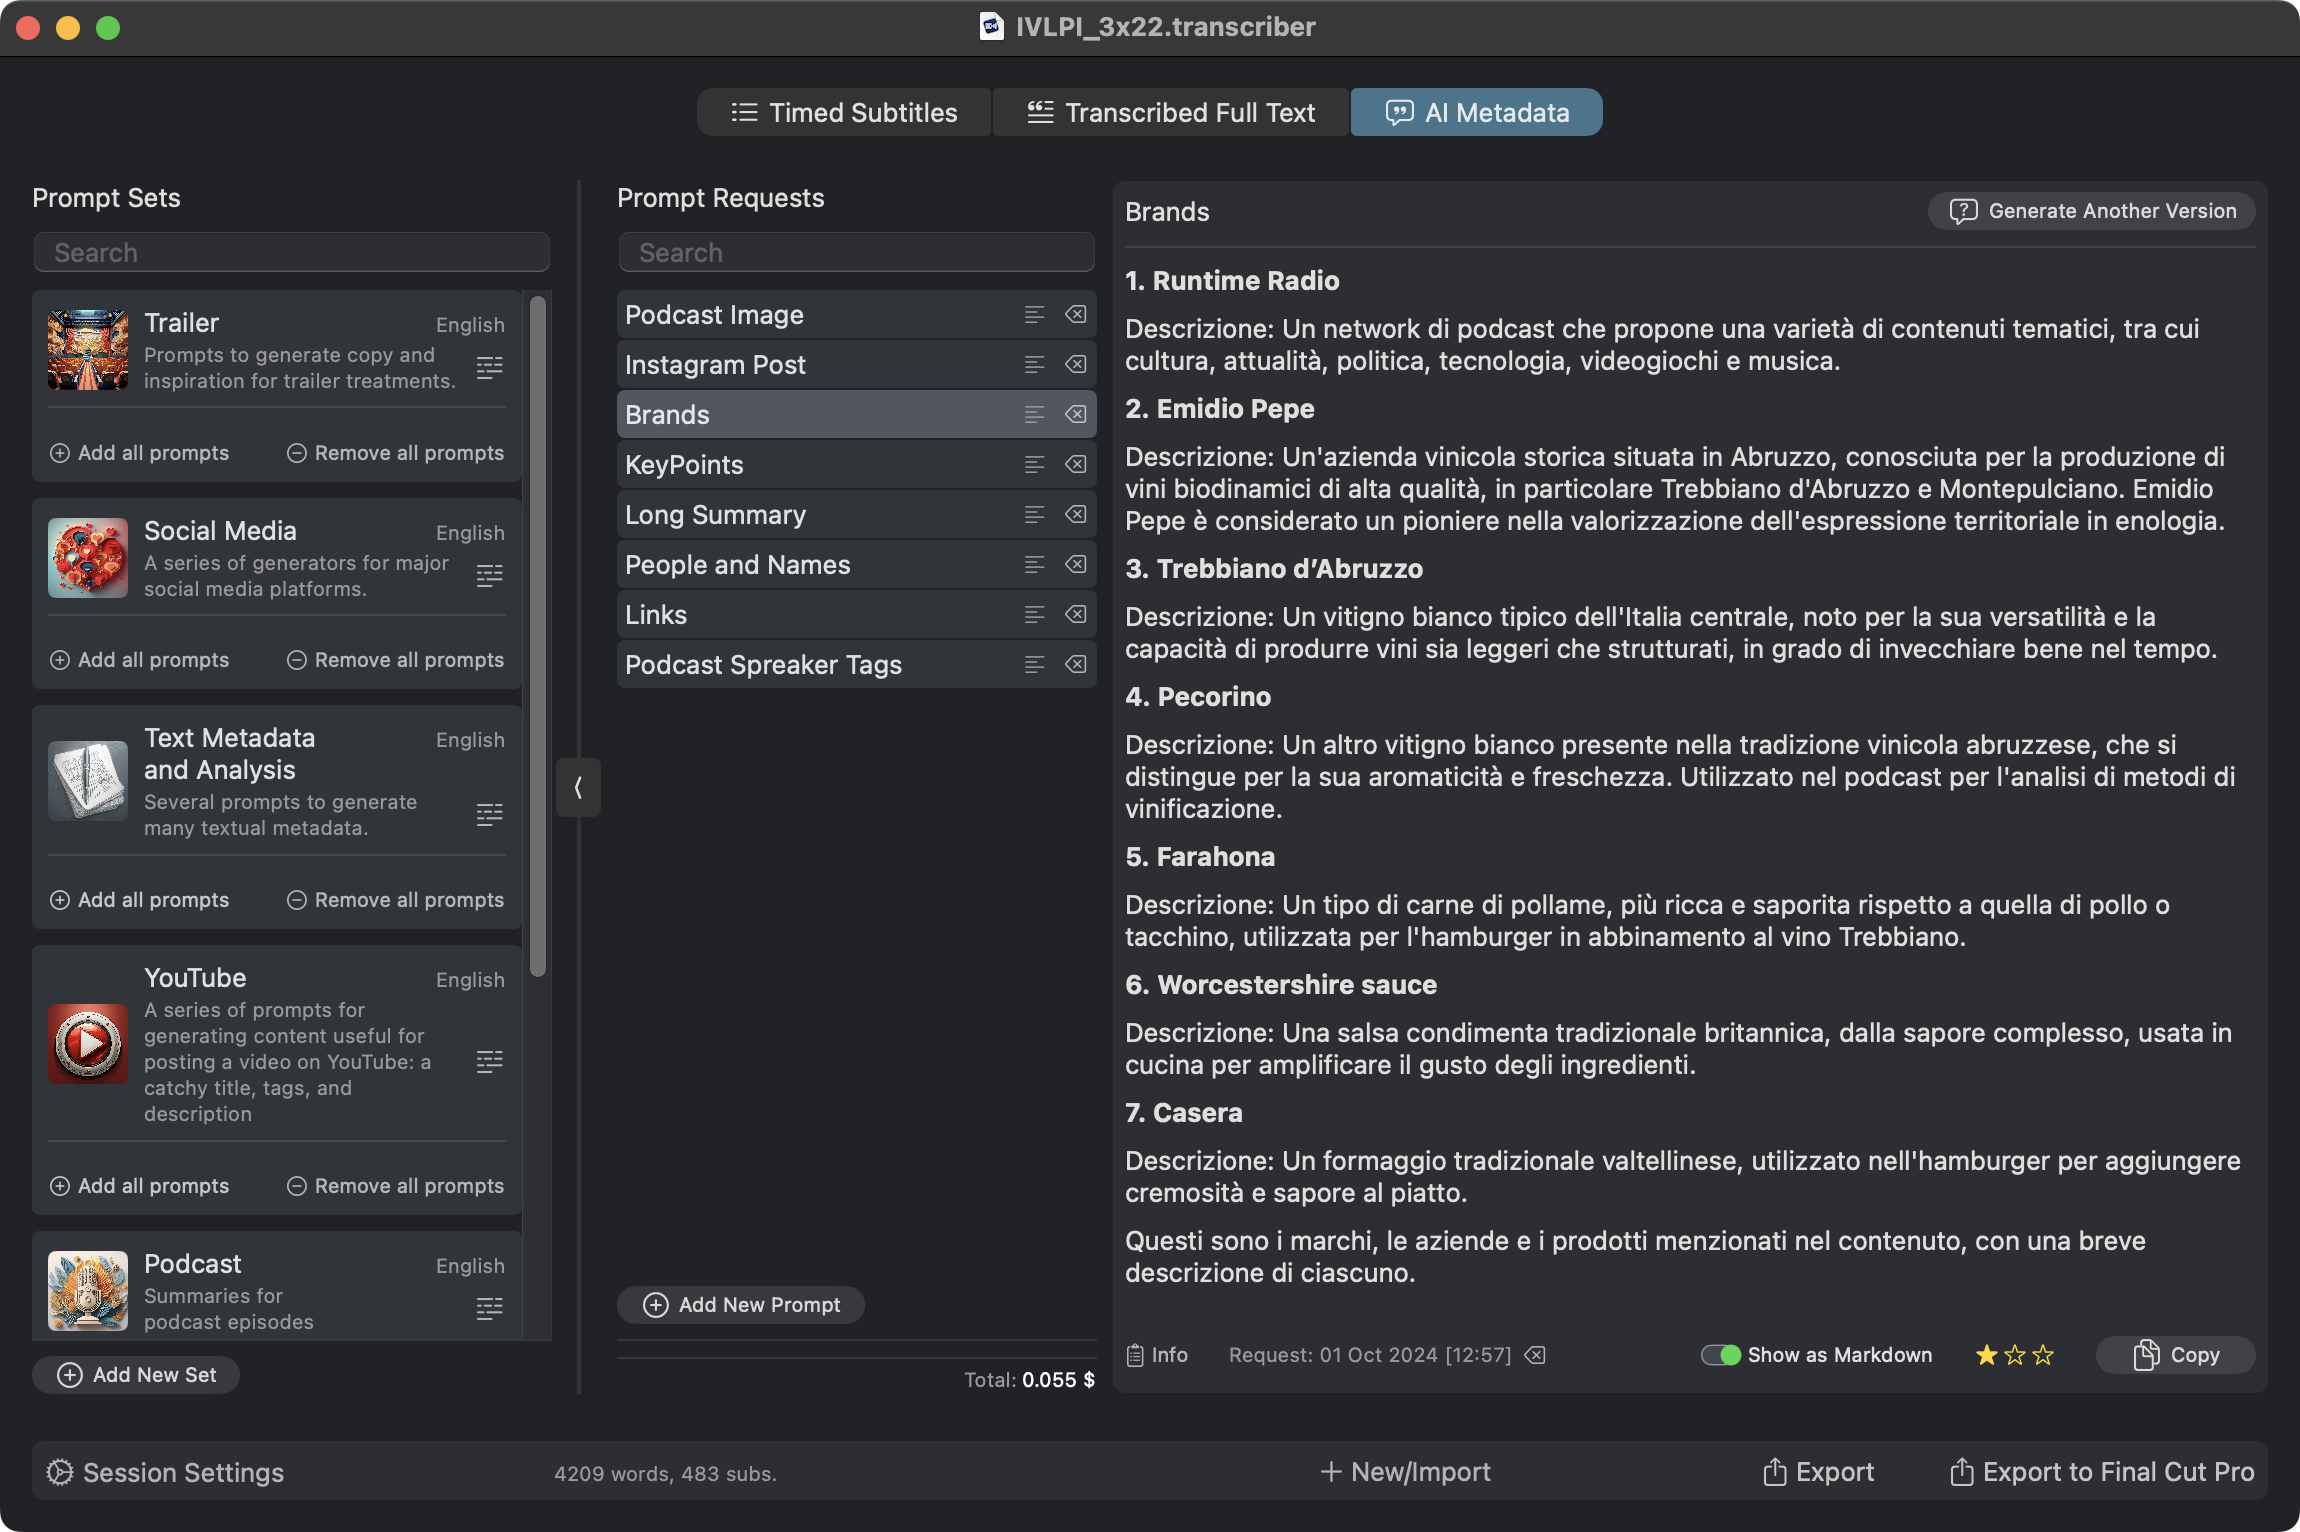 IVLPI_3x22.transcriber
Timed Subtitles
Transcribed Full Text
AI Metadata
Prompt Sets
Search
Trailer
English
Prompts to generate copy and
inspiration for trailer treatments.
Add all prompts
Remove all prompts
Social Media
English
A series of generators for major
social media platforms.
Add all prompts
Remove all prompts
Text Metadata
and Analysis
English
Several prompts to generate
many textual metadata.
Add all prompts
Remove all prompts
YouTube
English
A series of prompts for
generating content useful for
posting a video on YouTube: a
catchy title, tags, and
description
Add all prompts
Remove all prompts
Podcast
English
Summaries for
podcast episodes
Add New Set
Prompt Requests
Search
Podcast Image
Instagram Post
Brands
KeyPoints
Long Summary
People and Names
Links
Podcast Spreaker Tags
Add New Prompt
Total: 0.055 $
Brands
Generate Another Version
1. Runtime Radio
Descrizione: Un network di podcast che propone una varietà di contenuti tematici, tra cui
cultura, attualità, politica, tecnologia, videogiochi e musica.
2. Emidio Pepe
Descrizione: Un'azienda vinicola storica situata in Abruzzo, conosciuta per la produzione di
vini biodinamici di alta qualità, in particolare Trebbiano d'Abruzzo e Montepulciano. Emidio
Pepe è considerato un pioniere nella valorizzazione dell'espressione territoriale in enologia.
3. Trebbiano d’Abruzzo
Descrizione: Un vitigno bianco tipico dell'Italia centrale, noto per la sua versatilità e la
capacità di produrre vini sia leggeri che strutturati, in grado di invecchiare bene nel tempo.
4. Pecorino
Descrizione: Un altro vitigno bianco presente nella tradizione vinicola abruzzese, che si
distingue per la sua aromaticità e freschezza. Utilizzato nel podcast per l'analisi di metodi di
vinificazione.
5. Farahona
Descrizione: Un tipo di carne di pollame, più ricca e saporita rispetto a quella di pollo o
tacchino, utilizzata per l'hamburger in abbinamento al vino Trebbiano.
6. Worcestershire sauce
Descrizione: Una salsa condimenta tradizionale britannica, dalla sapore complesso, usata in
cucina per amplificare il gusto degli ingredienti.
7. Casera
Descrizione: Un formaggio tradizionale valtellinese, utilizzato nell'hamburger per aggiungere
cremosità e sapore al piatto.
Questi sono i marchi, le aziende e i prodotti menzionati nel contenuto, con una breve
descrizione di ciascuno.
Info
Request: 01 Oct 2024 [12:57]
Show as Markdown
Copy
Session Settings
4209 words, 483 subs.
New/Import
Export
Export to Final Cut Pro